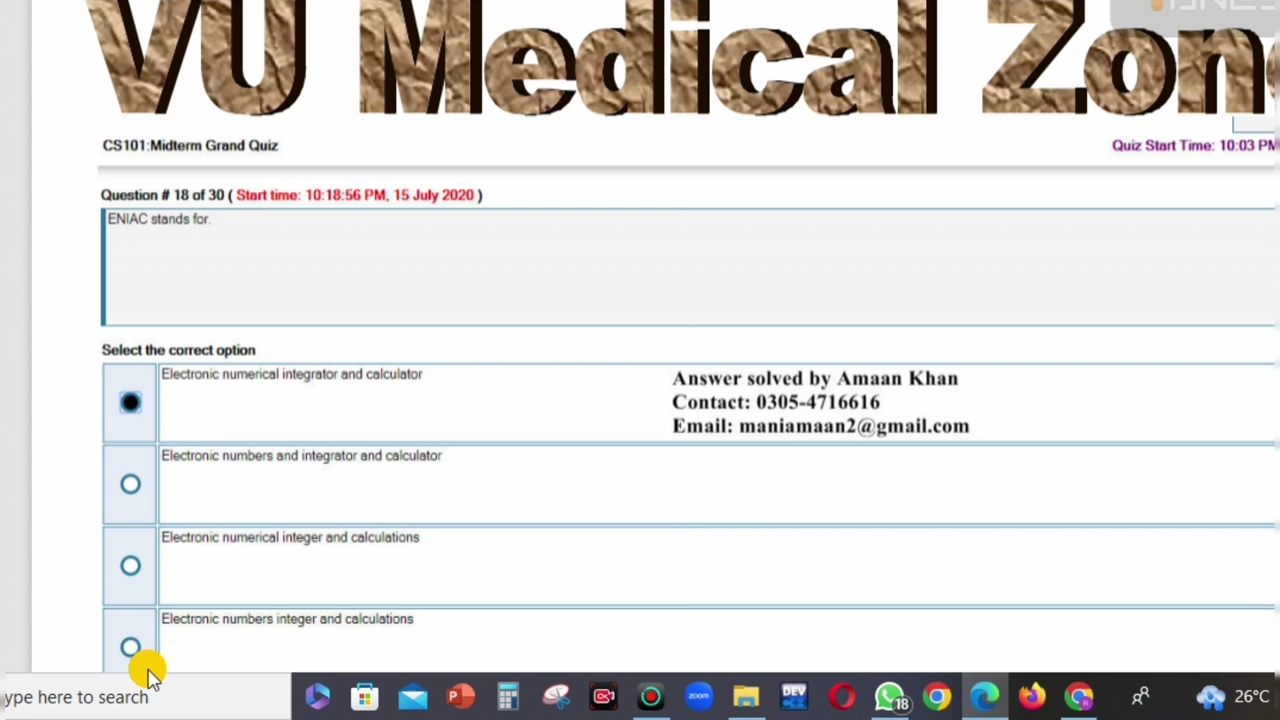 VU Medical Zone
CS101:Midterm Grand Quiz
Quiz Start Time: 10:03 PM
Question # 18 of 30 ( Start time: 10:18:56 PM, 15 July 2020 )
ENIAC stands for.
Select the correct option
Electronic numerical integrator and calculator
Answer solved by Amaan Khan
Contact: 0305-4716616
Email: maniamaan2@gmail.com
Electronic numbers and integrator and calculator
Electronic numerical integer and calculations
Electronic numbers integer and calculations
ype here to search
zoom
DEV
18
26°C